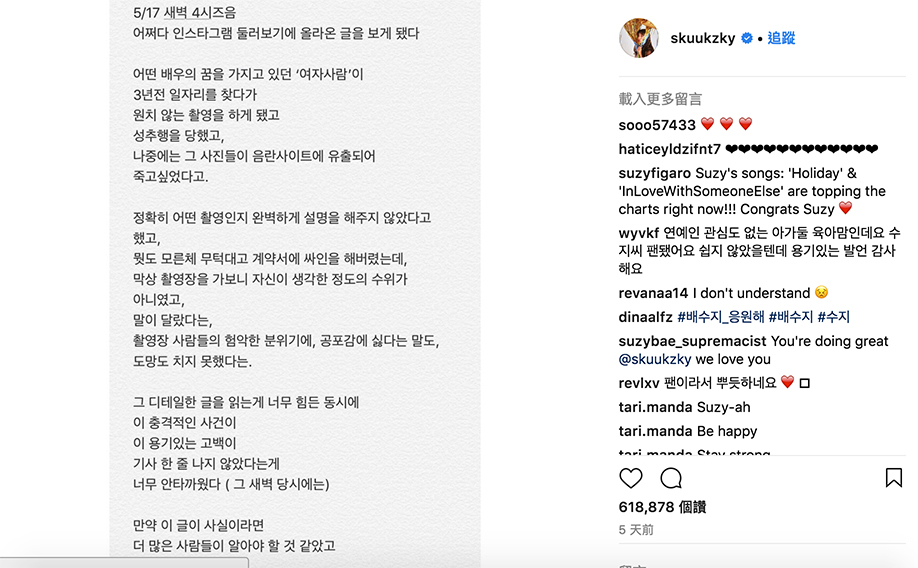 5/17 새벽 4시즈음
어쩌다 인스타그램 둘러보기에 올라온 글을 보게 됐다
어떤 배우의 꿈을 가지고 있던 ‘여자사람’이
3년전 일자리를 찾다가
원치 않는 촬영을 하게 됐고
성추행을 당했고,
나중에는 그 사진들이 음란사이트에 유출되어
죽고싶었다고.
정확히 어떤 촬영인지 완벽하게 설명을 해주지 않았다고
했고,
뭣도 모른체 무턱대고 계약서에 싸인을 해버렸는데,
막상 촬영장을 가보니 자신이 생각한 정도의 수위가
아니였고,
말이 달랐다는,
촬영장 사람들의 험악한 분위기에, 공포감에 싫다는 말도,
도망도 치지 못했다는.
그 디테일한 글을 읽는게 너무 힘든 동시에
이 충격적인 사건이
이 용기있는 고백이
기사 한 줄 나지 않았다는게
너무 안타까웠다 ( 그 새벽 당시에는)
만약 이 글이 사실이라면
더 많은 사람들이 알아야 할 것 같았고
skuukzky • 追蹤
載入更多留言
sooo57433 ❤️ ❤️ ❤️
haticeyldzifnt7 ❤❤❤❤❤❤❤❤❤❤❤❤
suzyfigaro Suzy's songs: 'Holiday' &
'InLoveWithSomeoneElse' are topping the
charts right now!!! Congrats Suzy ❤️
wyvkf 연예인 관심도 없는 아가둘 육아맘인데요 수
지씨 팬됐어요 쉽지 않았을텐데 용기있는 발언 감사
해요
revanaa14 I don't understand 😣
dinaalfz #배수지_응원해 #배수지 #수지
suzybae_supremacist You're doing great
@skuukzky we love you
revlxv 팬이라서 뿌듯하네요 ❤️
tari.manda Suzy-ah
tari.manda Be happy
tari.manda Stay strong
618,878 個讚
5 天前